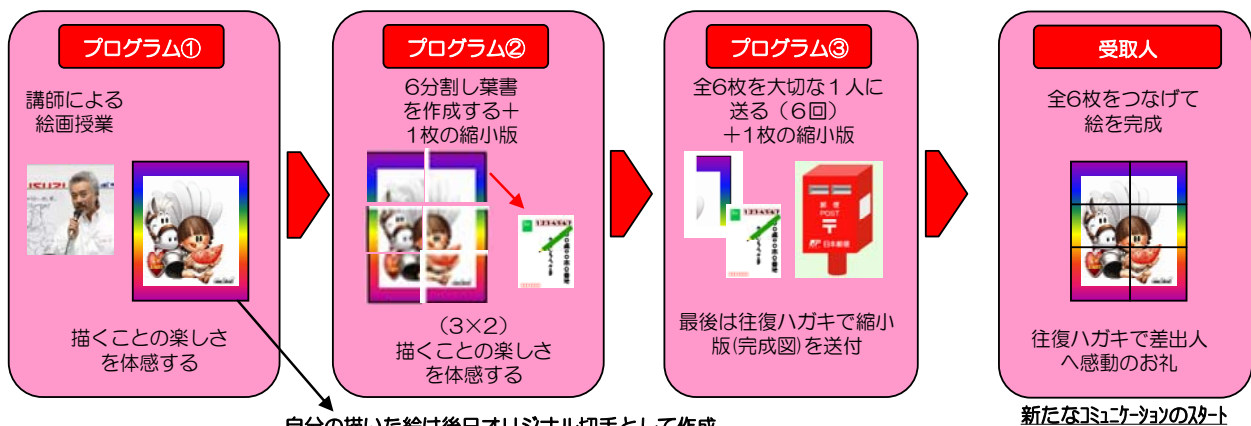 プログラム①
講師による
絵画授業
描くことの楽しさ
を体感する
プログラム②
6分割し葉書
を作成する+
1枚の縮小版
1234567
(3×2)
描くことの楽しさ
を体感する
プログラム③
全6枚を大切な1人に
送る(6回)
+1枚の縮小版
1234567
郵便
POST
〒
日本郵便
最後は往復ハガキで縮小
版(完成図)を送付
受取人
全6枚をつなげて
絵を完成
往復ハガキで差出人
へ感動のお礼
新たなコミュニケーションのスタート
自分の描いた絵は後日オリジナル切手として作成